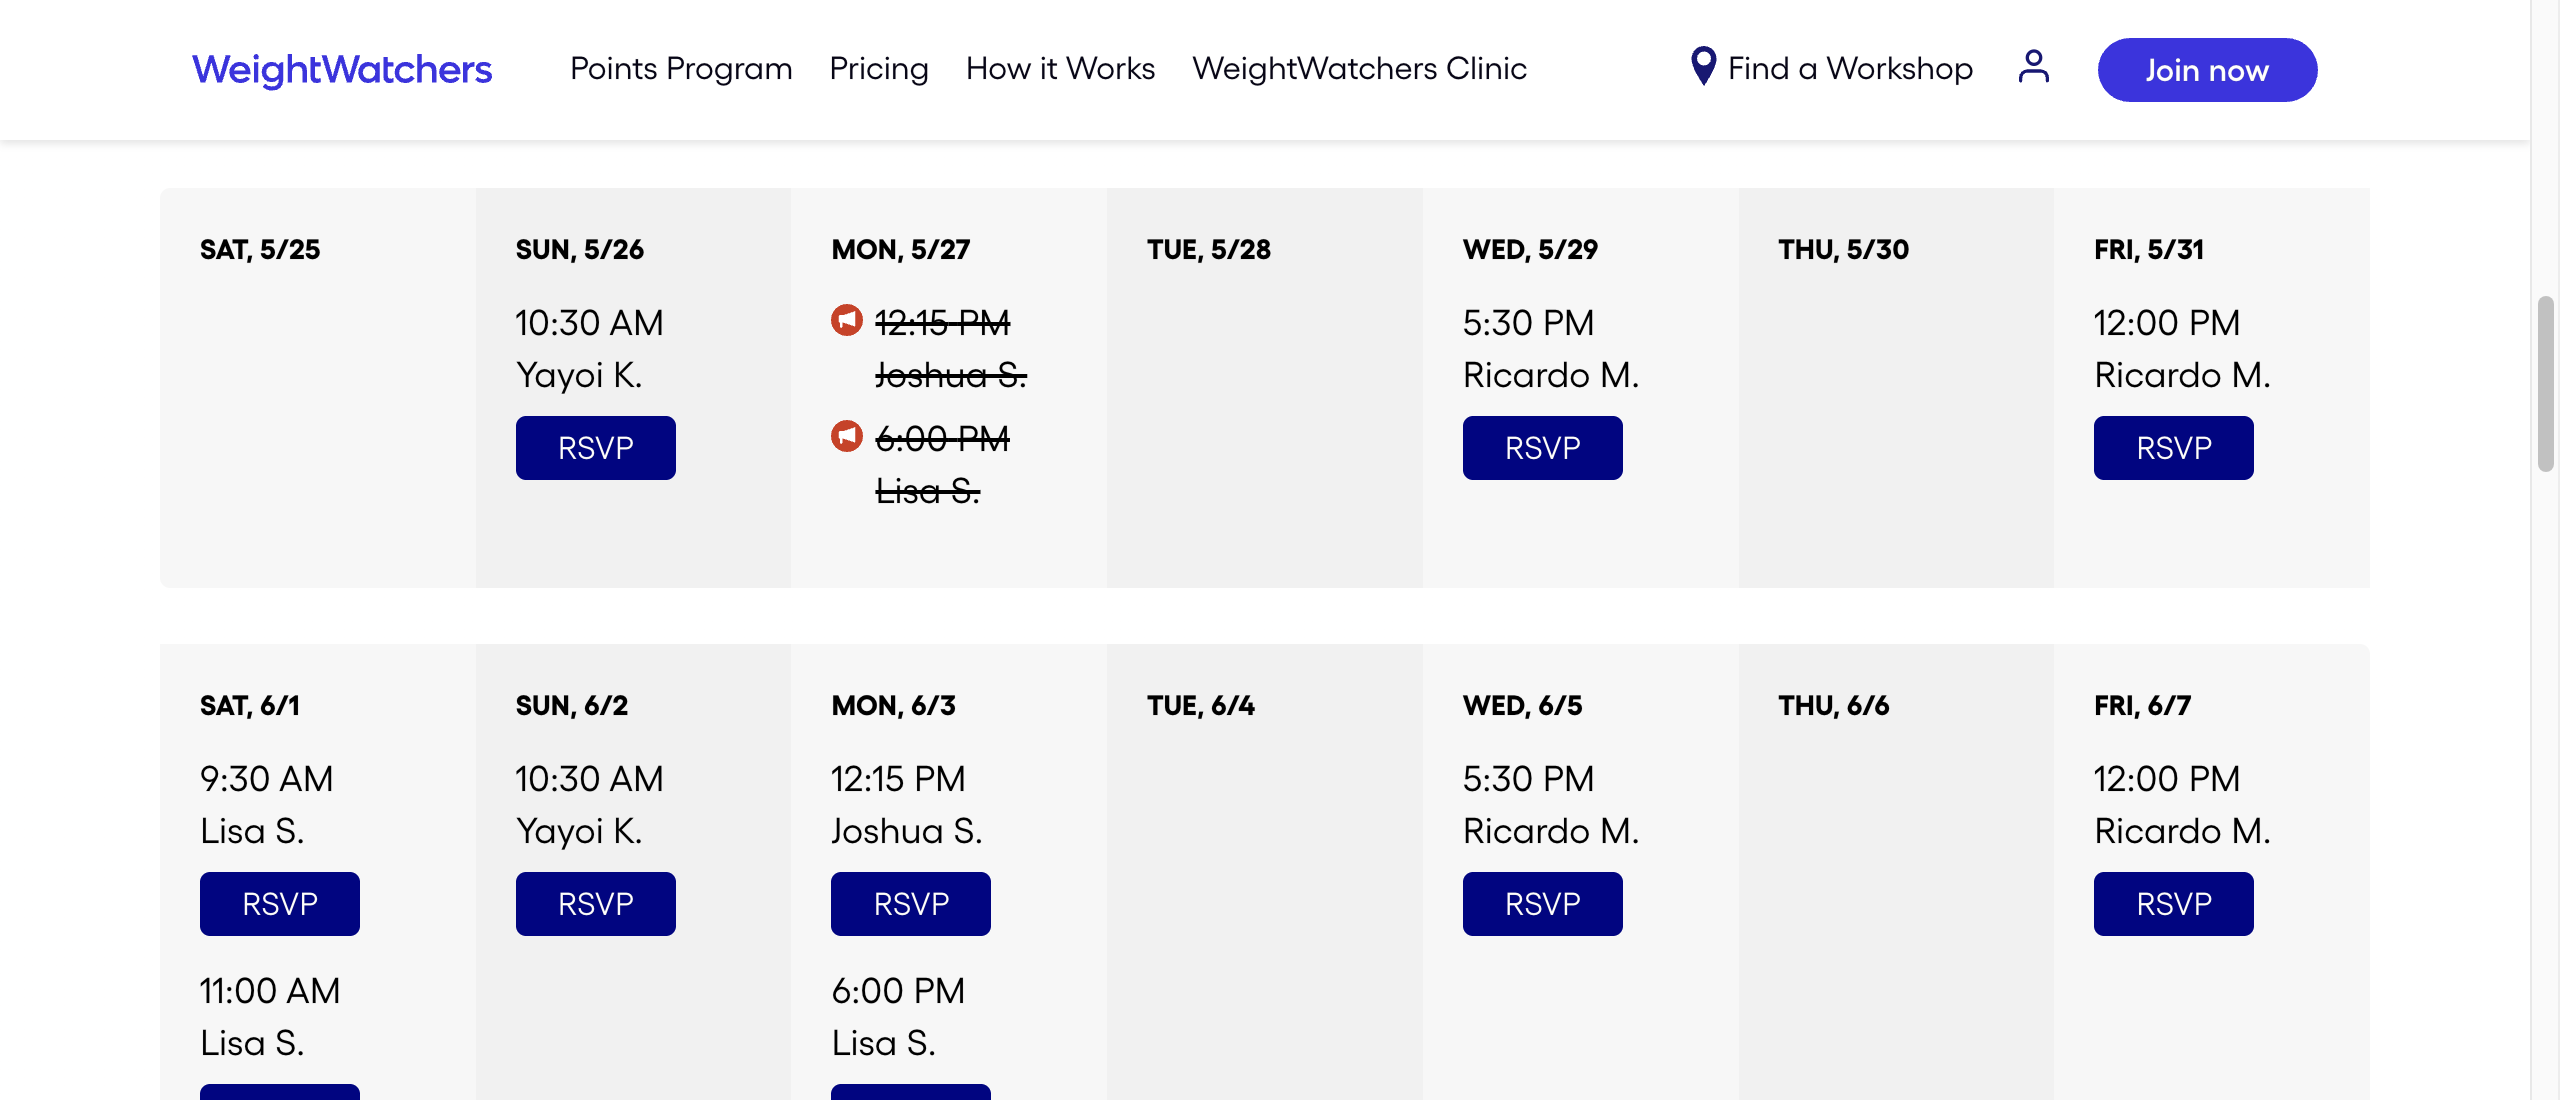 WeightWatchers
Points Program
Pricing
How it Works
WeightWatchers Clinic
Find a Workshop
Join now
SAT, 5/25
SUN, 5/26
10:30 AM
Yayoi K.
RSVP
MON, 5/27
12:15 PM
Joshua S.
6:00 PM
Lisa S.
TUE, 5/28
WED, 5/29
5:30 PM
Ricardo M.
RSVP
THU, 5/30
FRI, 5/31
12:00 PM
Ricardo M.
RSVP
SAT, 6/1
9:30 AM
Lisa S.
RSVP
11:00 AM
Lisa S.
SUN, 6/2
10:30 AM
Yayoi K.
RSVP
MON, 6/3
12:15 PM
Joshua S.
RSVP
6:00 PM
Lisa S.
TUE, 6/4
WED, 6/5
5:30 PM
Ricardo M.
RSVP
THU, 6/6
FRI, 6/7
12:00 PM
Ricardo M.
RSVP